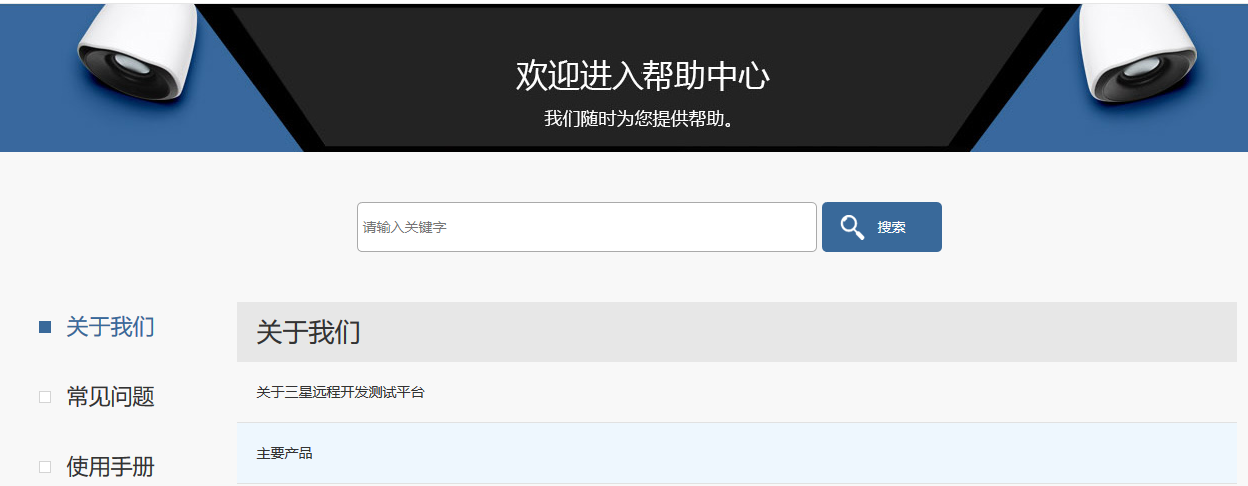 欢迎进入帮助中心
我们随时为您提供帮助。
请输入关键字
搜索
关于我们
常见问题
使用手册
关于我们
关于三星远程开发测试平台
主要产品